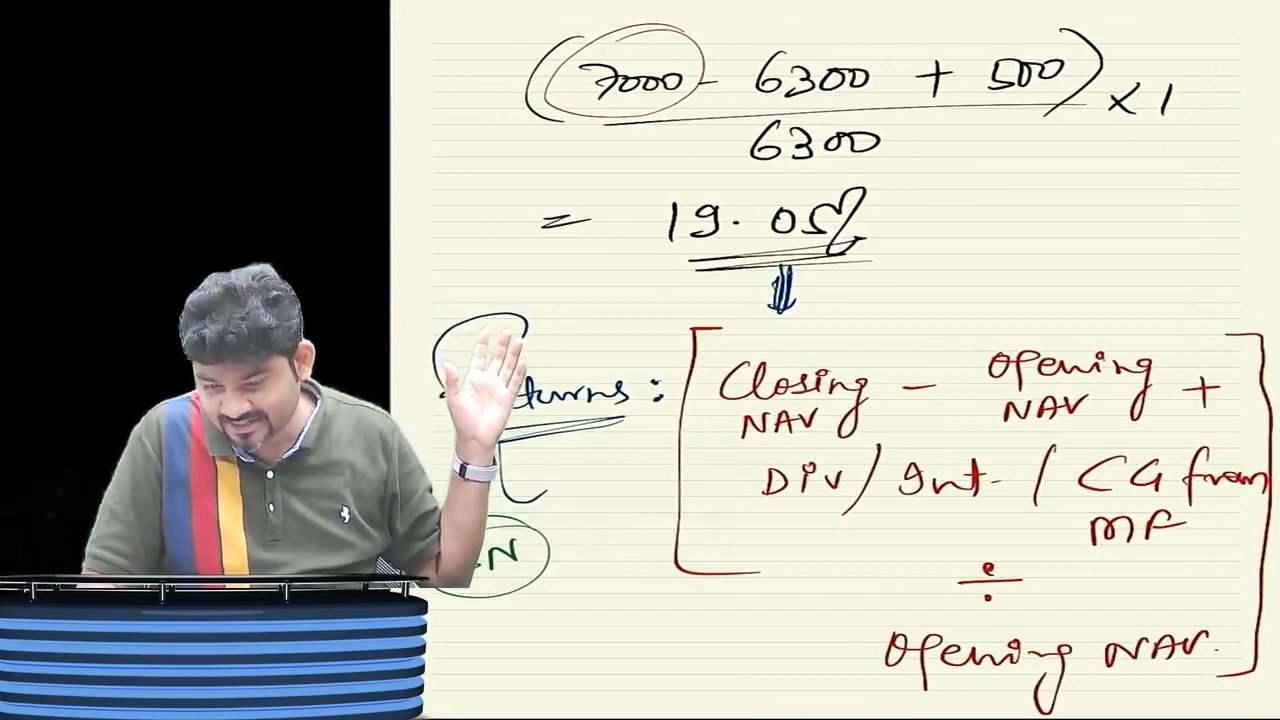 (7000 - 6300 + 500) × 1
6300
= 19.05%
turns :
Closing NAV - Opening NAV +
Div / Int. / CG from MF
÷
Opening NAV.
N